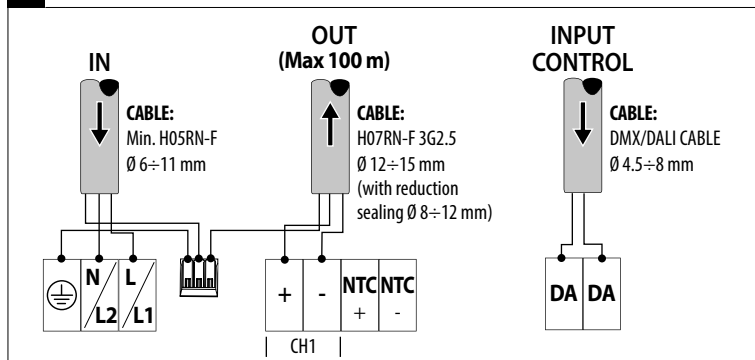 IN
CABLE:
Min. H05RN-F
Ø 6÷11 mm
OUT
(Max 100 m)
CABLE:
H07RN-F 3G2.5
Ø 12÷15 mm
(with reduction
sealing Ø 8÷12 mm)
INPUT
CONTROL
CABLE:
DMX/DALI CABLE
Ø 4.5÷8 mm
N/L2
L/L1
+
-
NTC
+
NTC
-
CH1
DA
DA